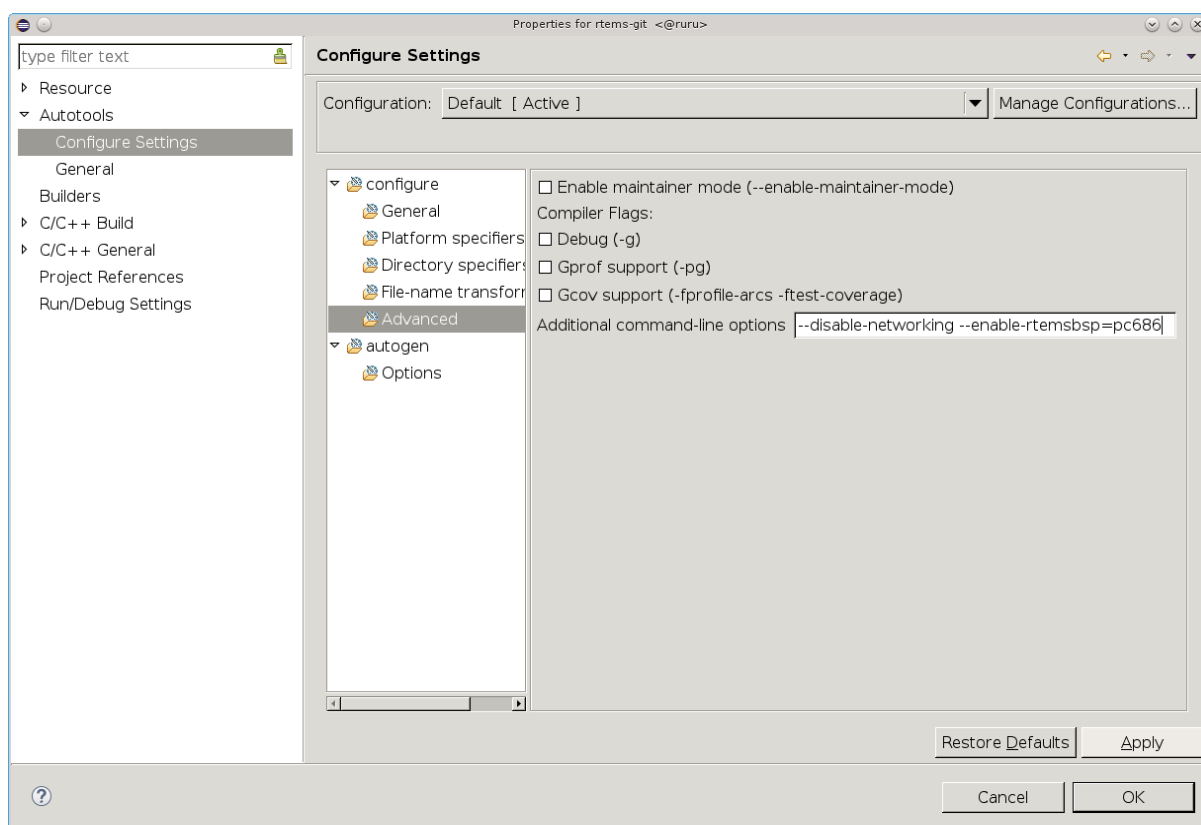 Properties for rtems-git <@ruru>
type filter text
Resource
Autotools
Configure Settings
General
Builders
C/C++ Build
C/C++ General
Project References
Run/Debug Settings
Configure Settings
Configuration: Default [ Active ] Manage Configurations...
configure
General
Platform specifiers
Directory specifiers
File-name transforr
Advanced
autogen
Options
Enable maintainer mode (--enable-maintainer-mode)
Compiler Flags:
Debug (-g)
Gprof support (-pg)
Gcov support (-fprofile-arcs -ftest-coverage)
Additional command-line options --disable-networking --enable-rtemsbsp=pc686
Restore Defaults Apply
? Cancel OK